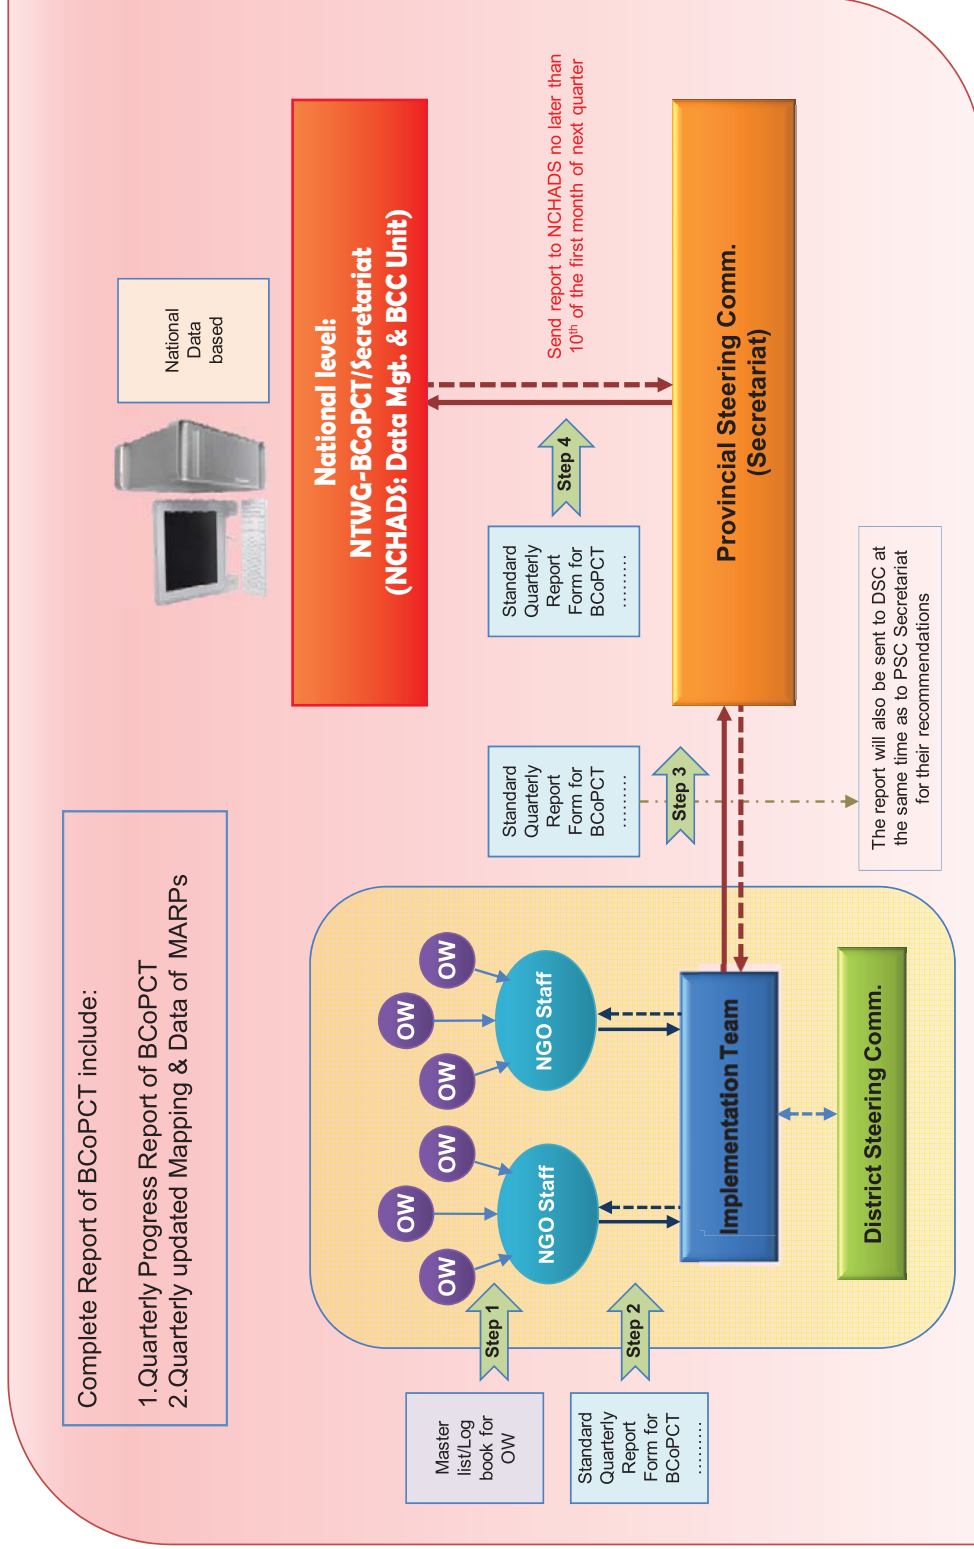 Complete Report of BCoPCT include:
1.Quarterly Progress Report of BCoPCT
2.Quarterly updated Mapping & Data of MARPs
National
Data
based
National level:
NTWG-BCoPCT/Secretariat
(NCHADS: Data Mgt. & BCC Unit)
Master
list/Log
book for
OW
Step 1
OW
OW
OW
OW
OW
OW
NGO Staff
NGO Staff
Standard
Quarterly
Report
Form for
BCoPCT
..........
Step 2
Implementation Team
District Steering Comm.
Standard
Quarterly
Report
Form for
BCoPCT
..........
Step 3
The report will also be sent to DSC at
the same time as to PSC Secretariat
for their recommendations
Standard
Quarterly
Report
Form for
BCoPCT
..........
Step 4
Send report to NCHADS no later than
10th of the first month of next quarter
Provincial Steering Comm.
(Secretariat)